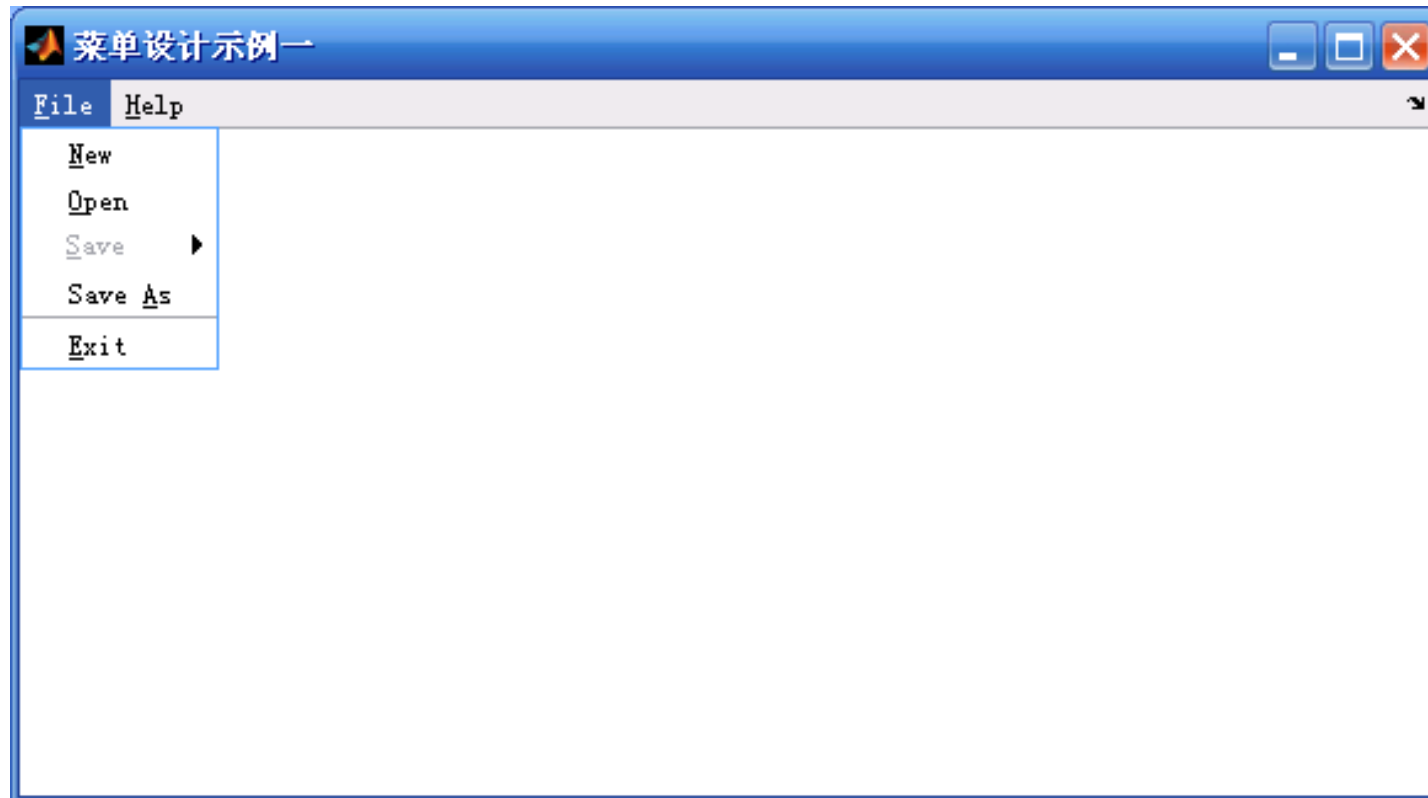 菜单设计示例一
File Help
New
Open
Save
Save As
Exit